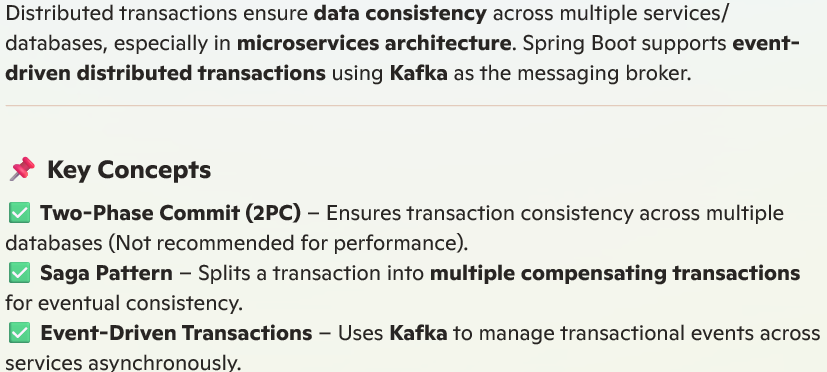 Distributed transactions ensure data consistency across multiple services/
databases, especially in microservices architecture. Spring Boot supports event-
driven distributed transactions using Kafka as the messaging broker.
📌 Key Concepts
✅ Two-Phase Commit (2PC) – Ensures transaction consistency across multiple
databases (Not recommended for performance).
✅ Saga Pattern – Splits a transaction into multiple compensating transactions
for eventual consistency.
✅ Event-Driven Transactions – Uses Kafka to manage transactional events across
services asynchronously.